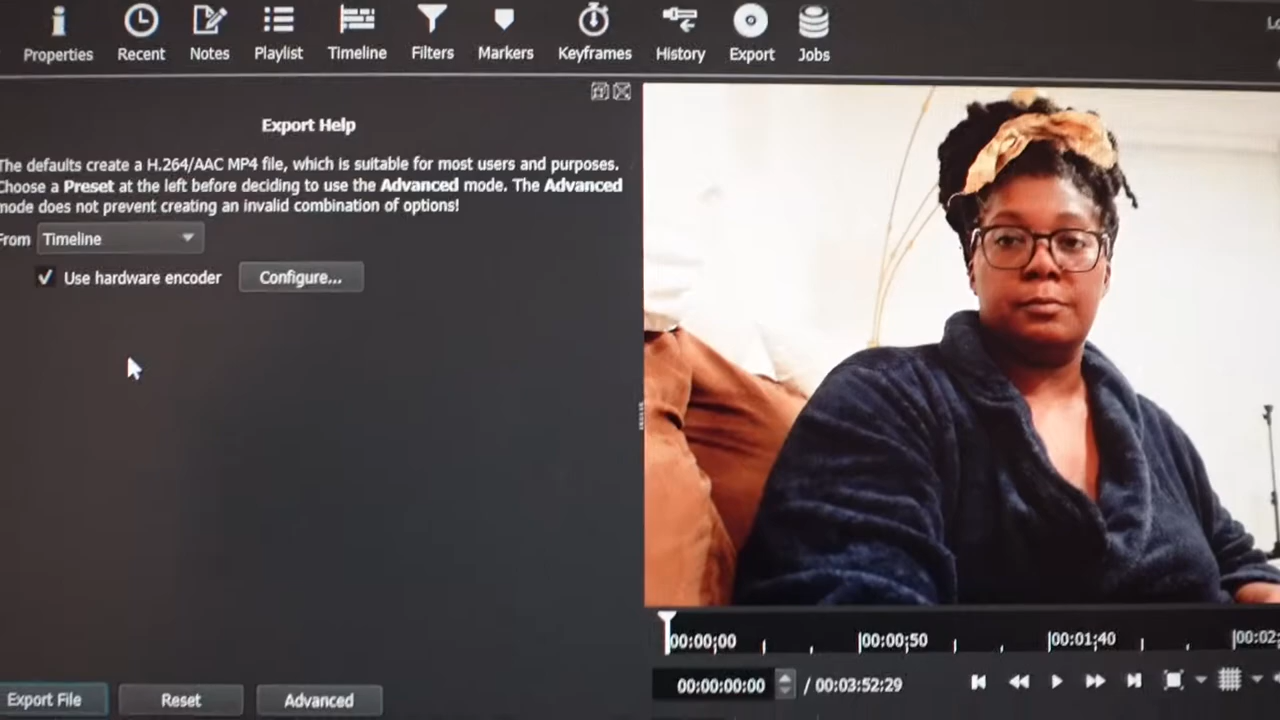 Properties Recent Notes Playlist Timeline Filters Markers Keyframes History Export Jobs
Export Help
The defaults create a H.264/AAC MP4 file, which is suitable for most users and purposes.
Choose a Preset at the left before deciding to use the Advanced mode. The Advanced
mode does not prevent creating an invalid combination of options!
From Timeline
Use hardware encoder Configure...
00:00;00 00:00;50 00:01;40 00:02;
00:00:00:00 / 00:03:52:29
Export File Reset Advanced